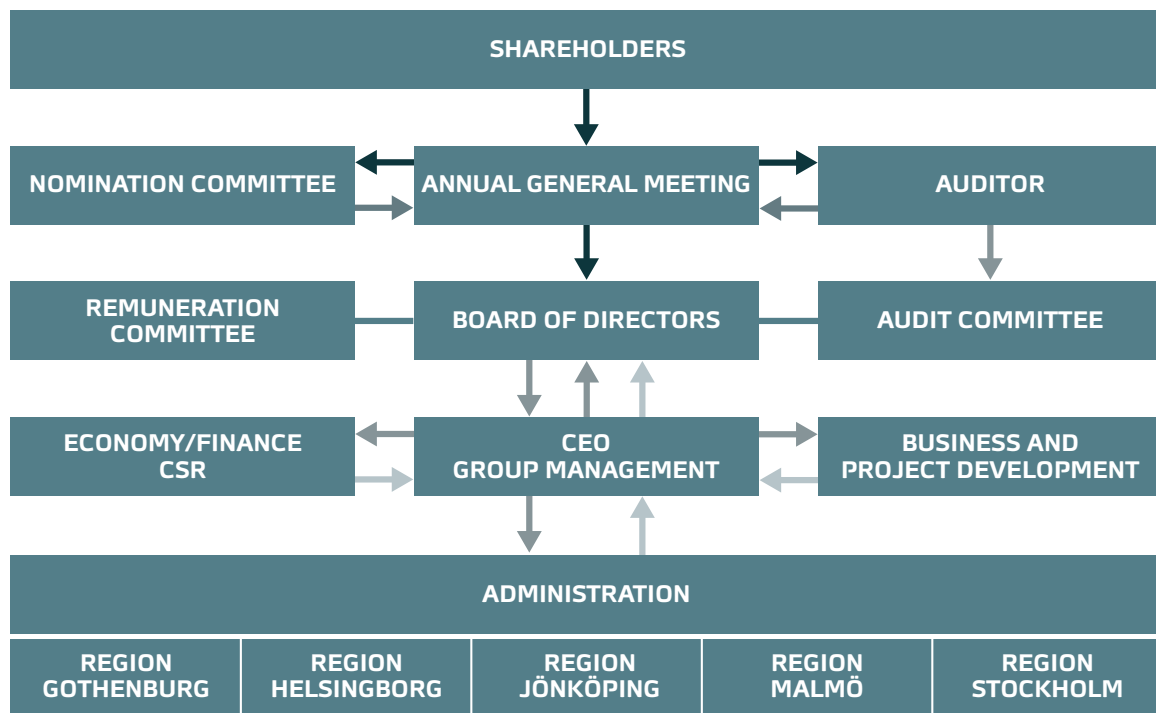 SHAREHOLDERS
NOMINATION COMMITTEE
ANNUAL GENERAL MEETING
AUDITOR
REMUNERATION
COMMITTEE
BOARD OF DIRECTORS
AUDIT COMMITTEE
ECONOMY/FINANCE
CSR
CEO
GROUP MANAGEMENT
BUSINESS AND
PROJECT DEVELOPMENT
ADMINISTRATION
REGION
GOTHENBURG
REGION
HELSINGBORG
REGION
JÖNKÖPING
REGION
MALMÖ
REGION
STOCKHOLM